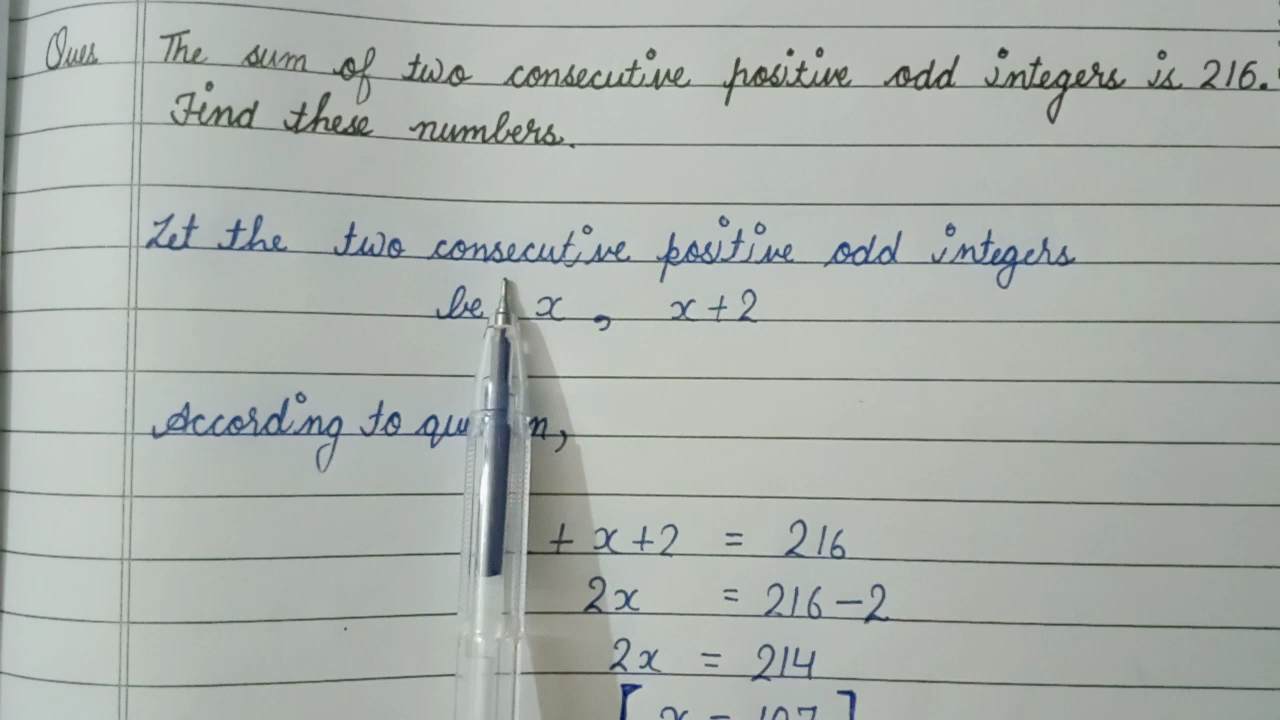 Ques The sum of two consecutive positive odd integers is 216.
Find these numbers.
Let the two consecutive positive odd integers
be x , x+2
According to
+ x+2 = 216
2x = 216-2
2x = 214
[x = 107]